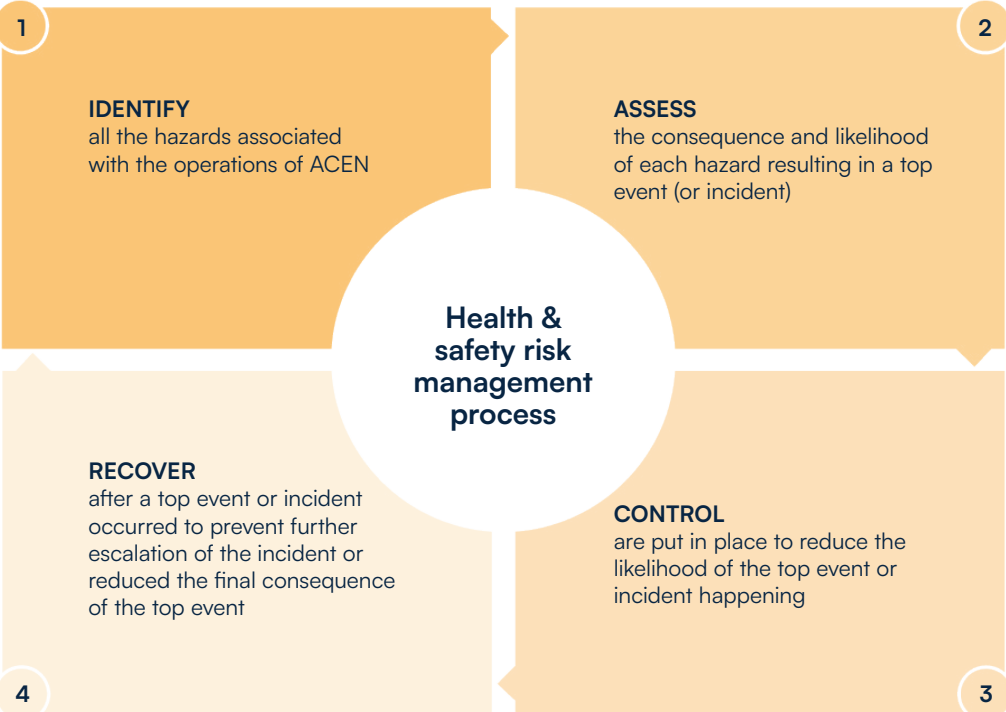 1
IDENTIFY
all the hazards associated
with the operations of ACEN
2
ASSESS
the consequence and likelihood
of each hazard resulting in a top
event (or incident)
Health &
safety risk
management
process
3
CONTROL
are put in place to reduce the
likelihood of the top event or
incident happening
4
RECOVER
after a top event or incident
occurred to prevent further
escalation of the incident or
reduced the final consequence
of the top event